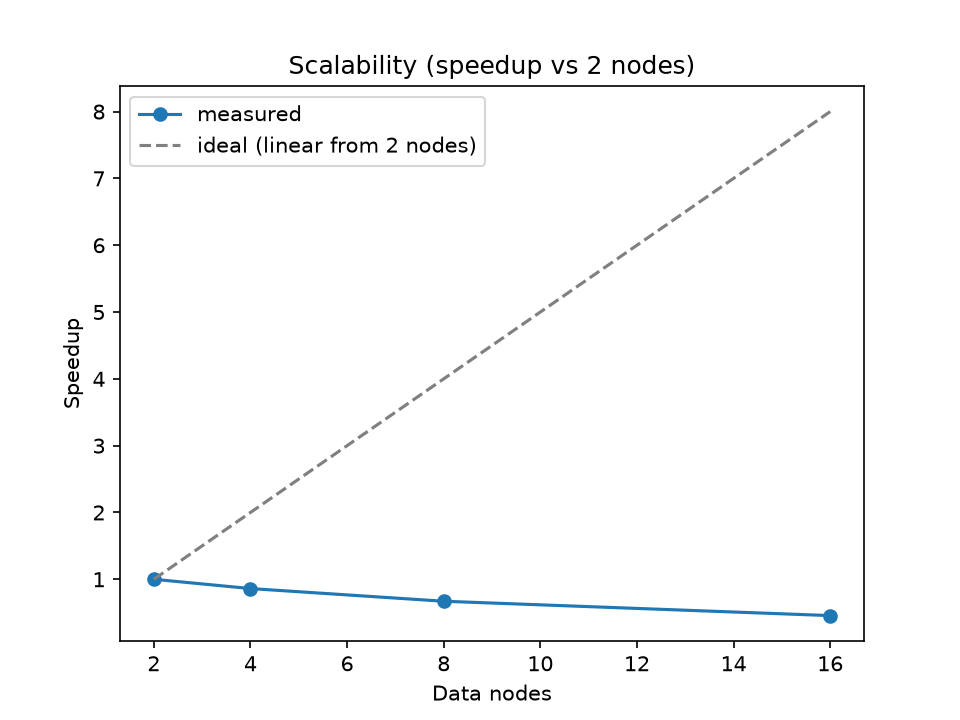 Scalability (speedup vs 2 nodes)
measured
ideal (linear from 2 nodes)
8
7
6
5
4
3
2
1
Speedup
2 4 6 8 10 12 14 16
Data nodes